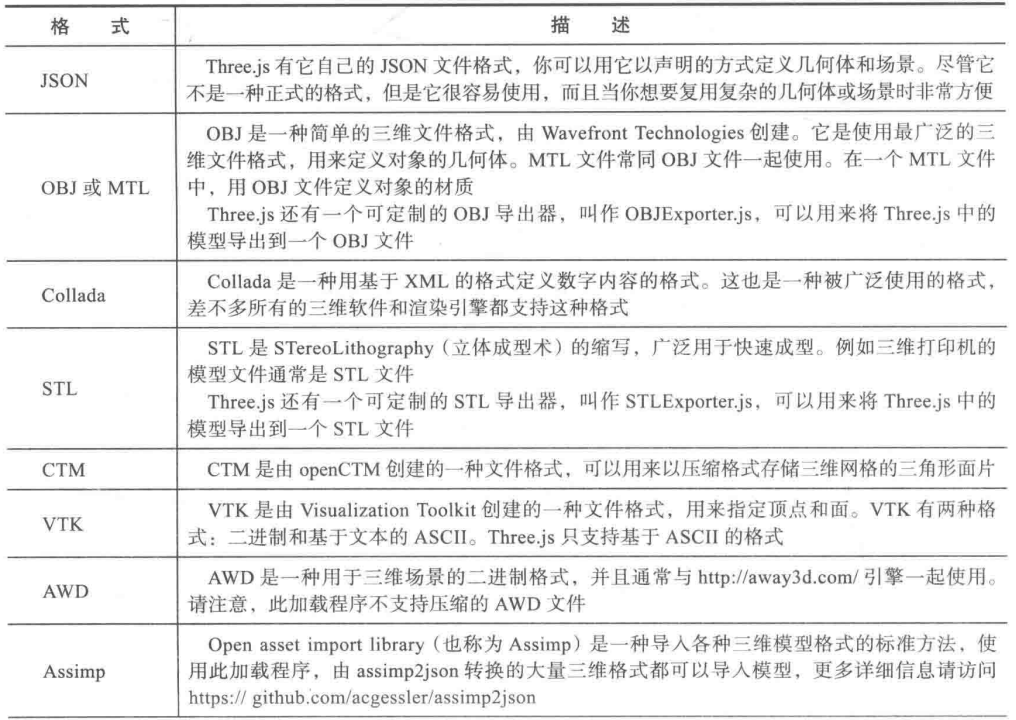 格 式 描 述
JSON
Three.js 有它自己的 JSON 文件格式，你可以用它以声明的方式定义几何体和场景。尽管它
不是一种正式的格式，但是它很容易使用，而且当你想要复用复杂的几何体或场景时非常方便
OBJ 或 MTL
OBJ 是一种简单的三维文件格式，由 Wavefront Technologies 创建。它是使用最广泛的三
维文件格式，用来定义对象的几何体。MTL 文件常同 OBJ 文件一起使用。在一个 MTL 文件
中，用 OBJ 文件定义对象的材质
Three.js 还有一个可定制的 OBJ 导出器，叫作 OBJExporter.js，可以用来将 Three.js 中的
模型导出到一个 OBJ 文件
Collada
Collada 是一种用基于 XML 的格式定义数字内容的格式。这也是一种被广泛使用的格式，
差不多所有的三维软件和渲染引擎都支持这种格式
STL
STL 是 STereoLithography（立体成型术）的缩写，广泛用于快速成型。例如三维打印机的
模型文件通常是 STL 文件
Three.js 还有一个可定制的 STL 导出器，叫作 STLExporter.js，可以用来将 Three.js 中的
模型导出到一个 STL 文件
CTM
CTM 是由 openCTM 创建的一种文件格式，可以用来以压缩格式存储三维网格的三角形面片
VTK
VTK 是由 Visualization Toolkit 创建的一种文件格式，用来指定顶点和面。VTK 有两种格
式：二进制和基于文本的 ASCII。Three.js 只支持基于 ASCII 的格式
AWD
AWD 是一种用于三维场景的二进制格式，并且通常与 http://away3d.com/ 引擎一起使用。
请注意，此加载程序不支持压缩的 AWD 文件
Assimp
Open asset import library（也称为 Assimp）是一种导入各种三维模型格式的标准方法，使
用此加载程序，由 assimp2json 转换的大量三维格式都可以导入模型，更多详细信息请访问
https:// github.com/acgessler/assimp2json